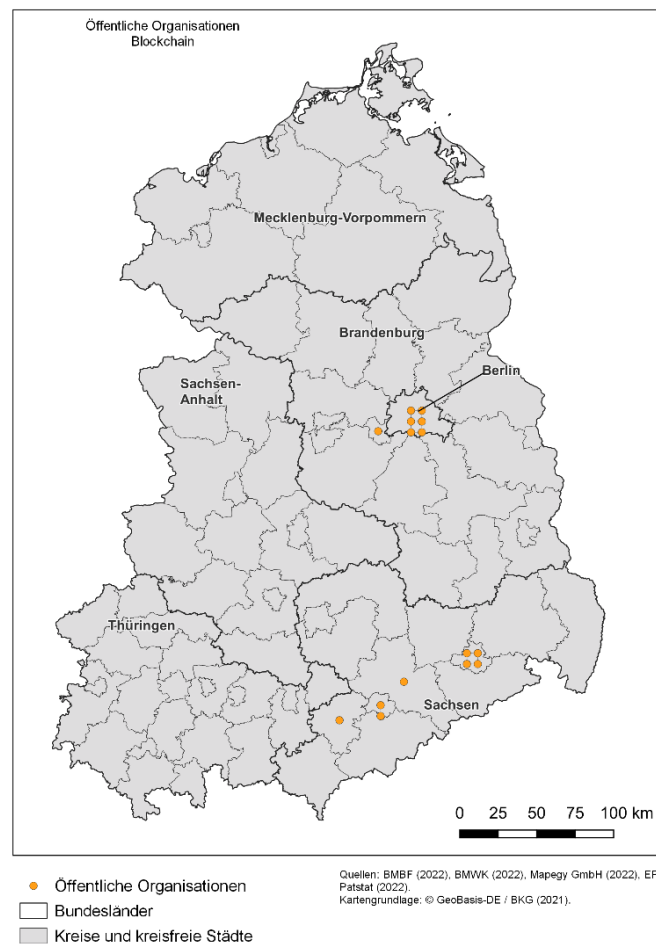 Öffentliche Organisationen
Blockchain
Mecklenburg-Vorpommern
Brandenburg
Berlin
Sachsen-
Anhalt
Thüringen
Sachsen
0 25 50 75 100 km
Öffentliche Organisationen
Bundesländer
Kreise und kreisfreie Städte
Quellen: BMBF (2022), BMWK (2022), Mapegy GmbH (2022),
Patstat (2022).
Kartengrundlage: © GeoBasis-DE / BKG (2021).